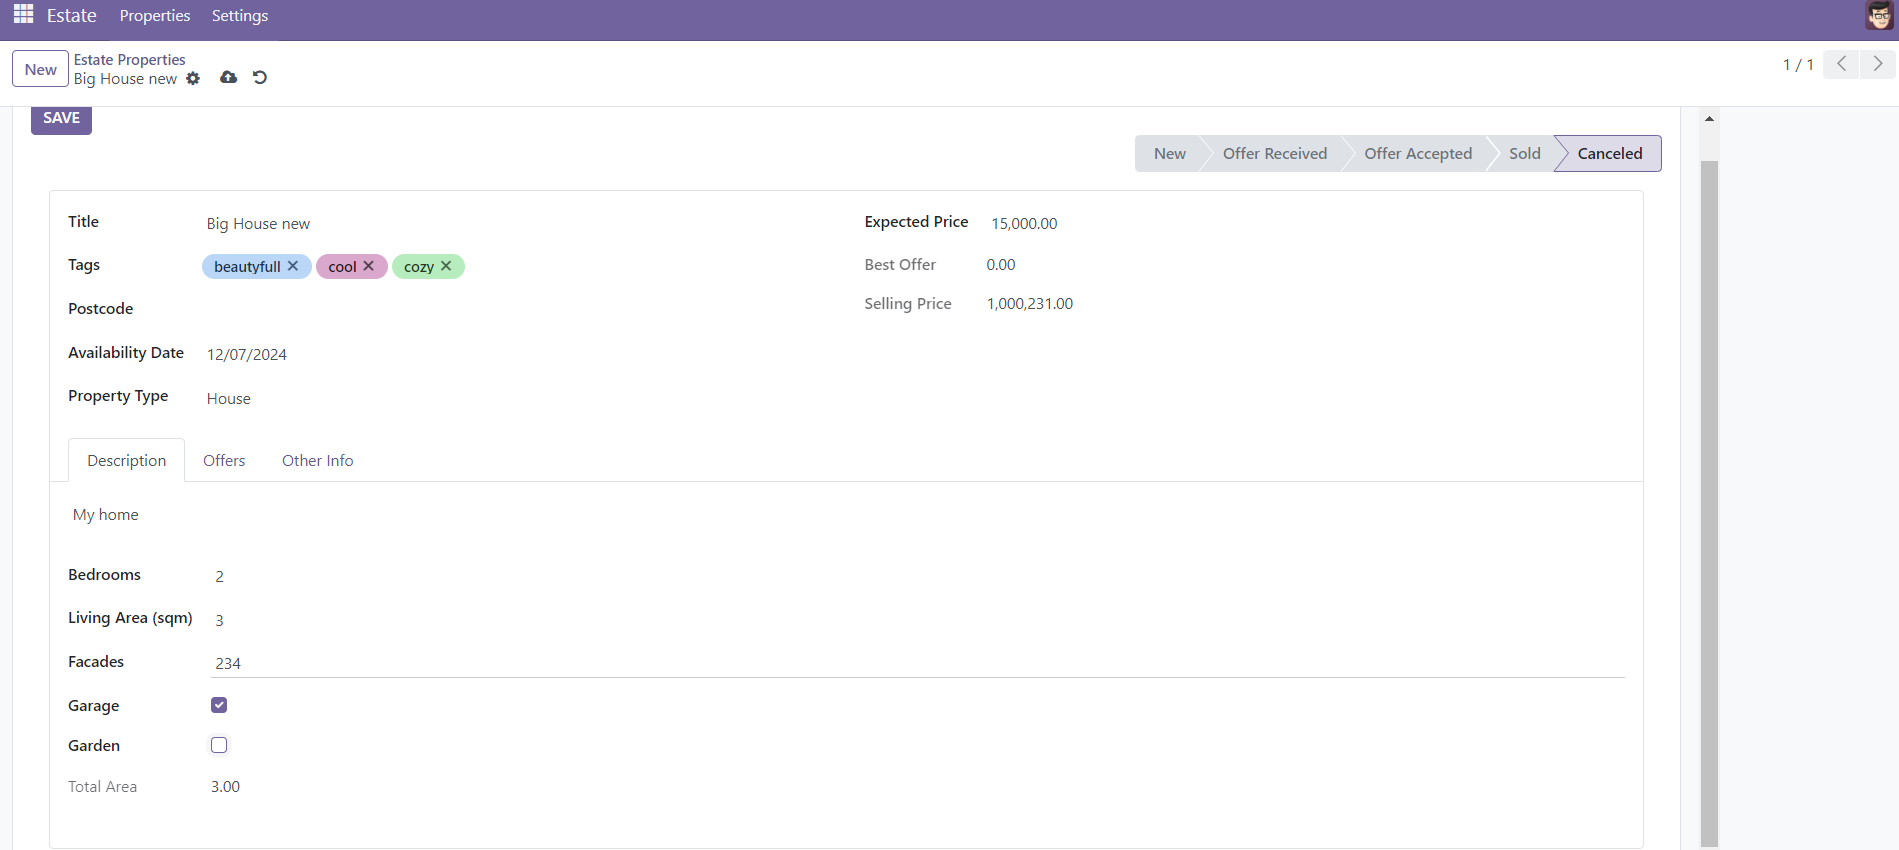 Estate Properties Settings
New
Estate Properties
Big House new
1 / 1
SAVE
New Offer Received Offer Accepted Sold Canceled
Title Big House new
Tags beautyfull cool cozy
Postcode
Availability Date 12/07/2024
Property Type House
Expected Price 15,000.00
Best Offer 0.00
Selling Price 1,000,231.00
Description Offers Other Info
My home
Bedrooms 2
Living Area (sqm) 3
Facades 234
Garage
Garden
Total Area 3.00